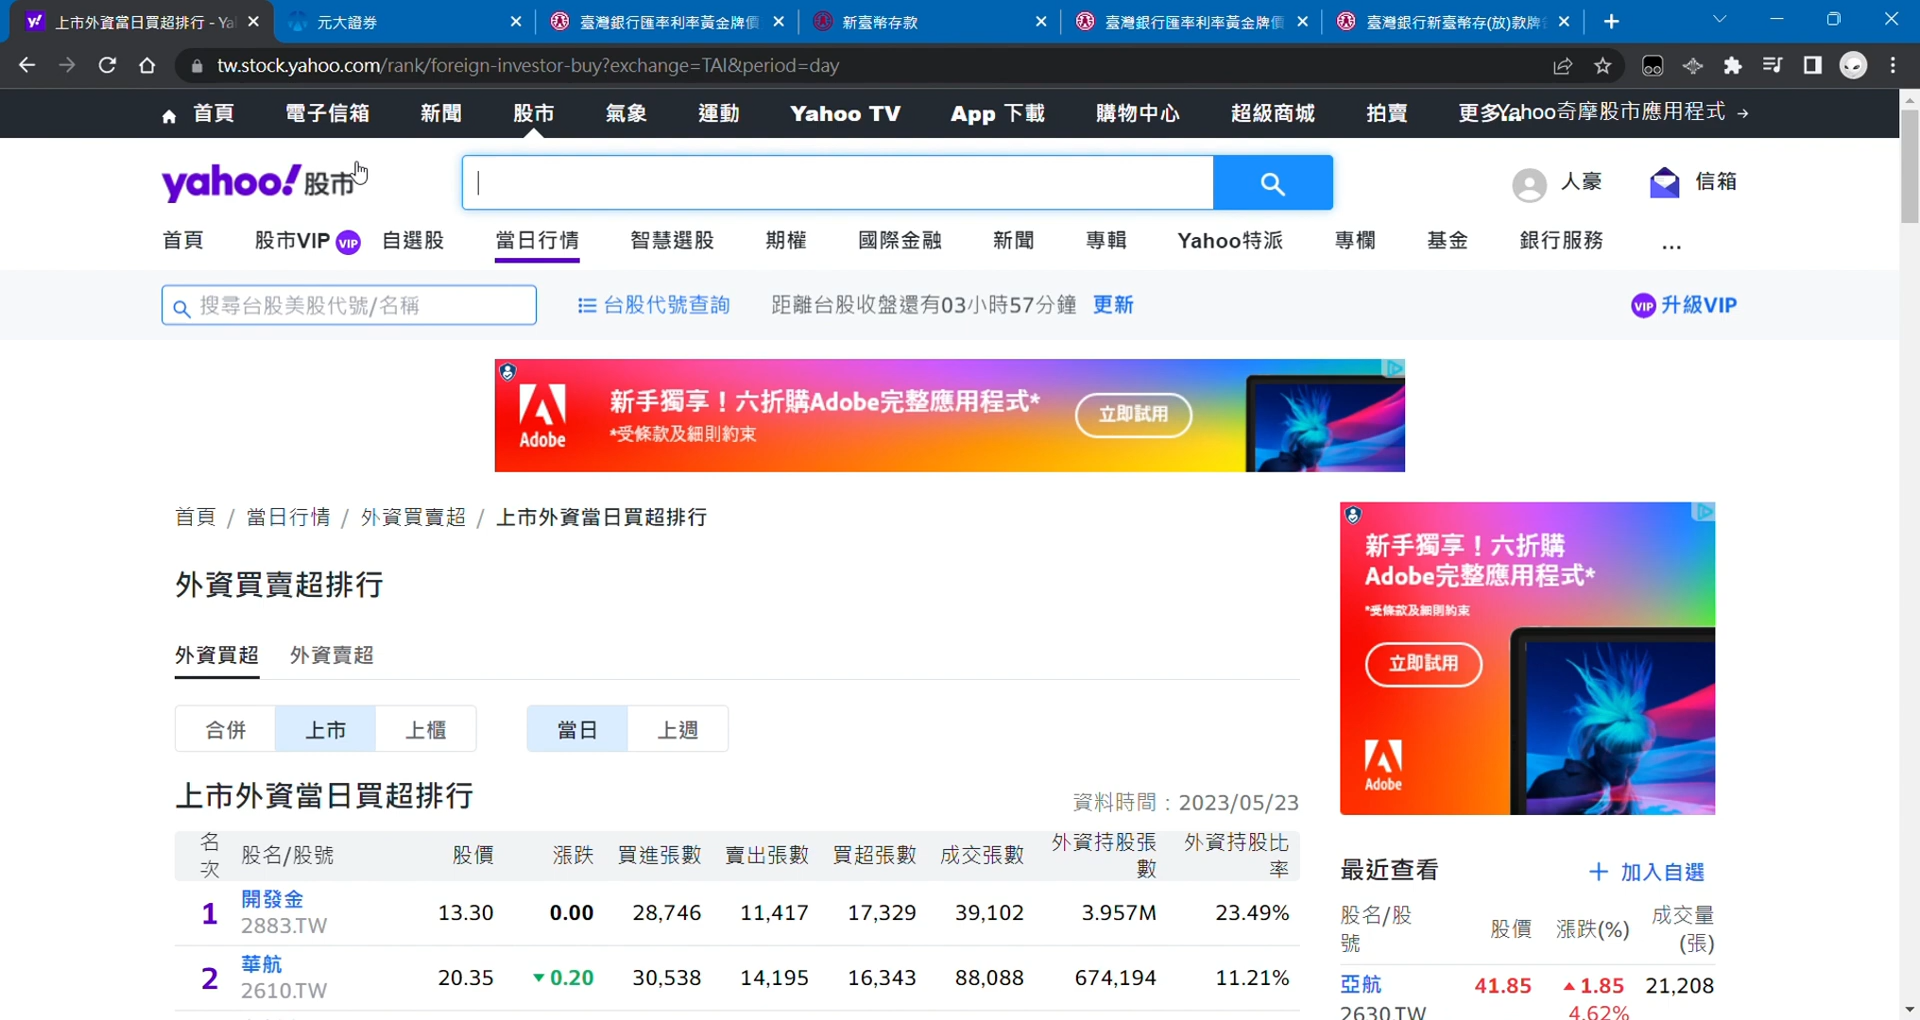 上市外資當日買超排行 - Ya
元大證券
臺灣銀行匯率利率黃金牌價
新臺幣存款
臺灣銀行匯率利率黃金牌價
臺灣銀行新臺幣存(放)款牌告
tw.stock.yahoo.com/rank/foreign-investor-buy?exchange=TAI&period=day
首頁 電子信箱 新聞 股市 氣象 運動 Yahoo TV App 下載 購物中心 超級商城 拍賣 更多... Yahoo奇摩股市應用程式 →
yahoo!股市
人豪 信箱
首頁 股市VIP VIP 自選股 當日行情 智慧選股 期權 國際金融 新聞 專輯 Yahoo特派 專欄 基金 銀行服務 ...
搜尋台股美股代號/名稱 台股代號查詢 距離台股收盤還有03小時57分鐘 更新 VIP 升級VIP
新手獨享！六折購Adobe完整應用程式*
*受條款及細則約束
立即試用
Adobe
首頁 / 當日行情 / 外資買賣超 / 上市外資當日買超排行
外資買賣超排行
外資買超 外資賣超
合併 上市 上櫃 當日 上週
上市外資當日買超排行
資料時間：2023/05/23
名次 股名/股號 股價 漲跌 買進張數 賣出張數 買超張數 成交張數 外資持股張數 外資持股比率
1 開發金 13.30 0.00 28,746 11,417 17,329 39,102 3.957M 23.49%
2883.TW
2 華航 20.35 ▼0.20 30,538 14,195 16,343 88,088 674,194 11.21%
2610.TW
新手獨享！六折購
Adobe完整應用程式*
*受條款及細則約束
立即試用
Adobe
最近查看 ＋ 加入自選
股名/股號 股價 漲跌(%) 成交量(張)
亞航 41.85 ▲1.85 21,208
2630.TW 4.62%